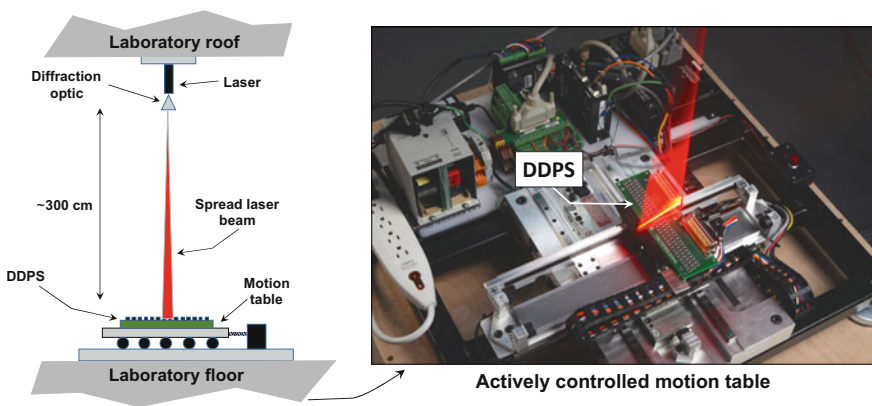 Laboratory roof
Diffraction
optic
Laser
~300 cm
Spread laser
beam
DDPS
Motion
table
Laboratory floor
DDPS
Actively controlled motion table